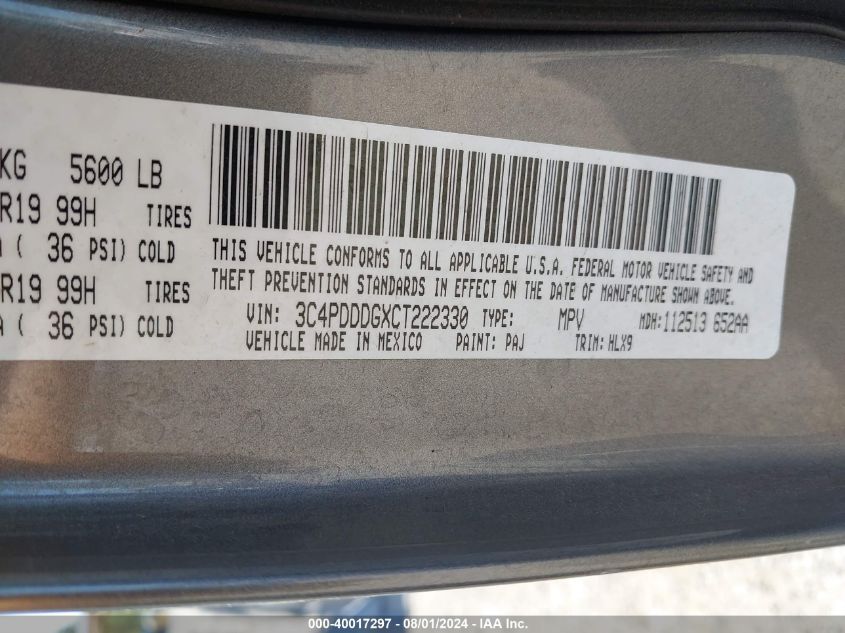 KG 5600 LB
R19 99H TIRES
( 36 PSI) COLD
R19 99H TIRES
A ( 36 PSI) COLD
THIS VEHICLE CONFORMS TO ALL APPLICABLE U.S.A. FEDERAL MOTOR VEHICLE SAFETY AND
THEFT PREVENTION STANDARDS IN EFFECT ON THE DATE OF MANUFACTURE SHOWN ABOVE.
VIN: 3C4PDDDGXCT222330 TYPE: MPV MDH:112513 652AA
VEHICLE MADE IN MEXICO PAINT: PAJ TRIM: HLX9
000-40017297 - 08/01/2024 - IAA Inc.